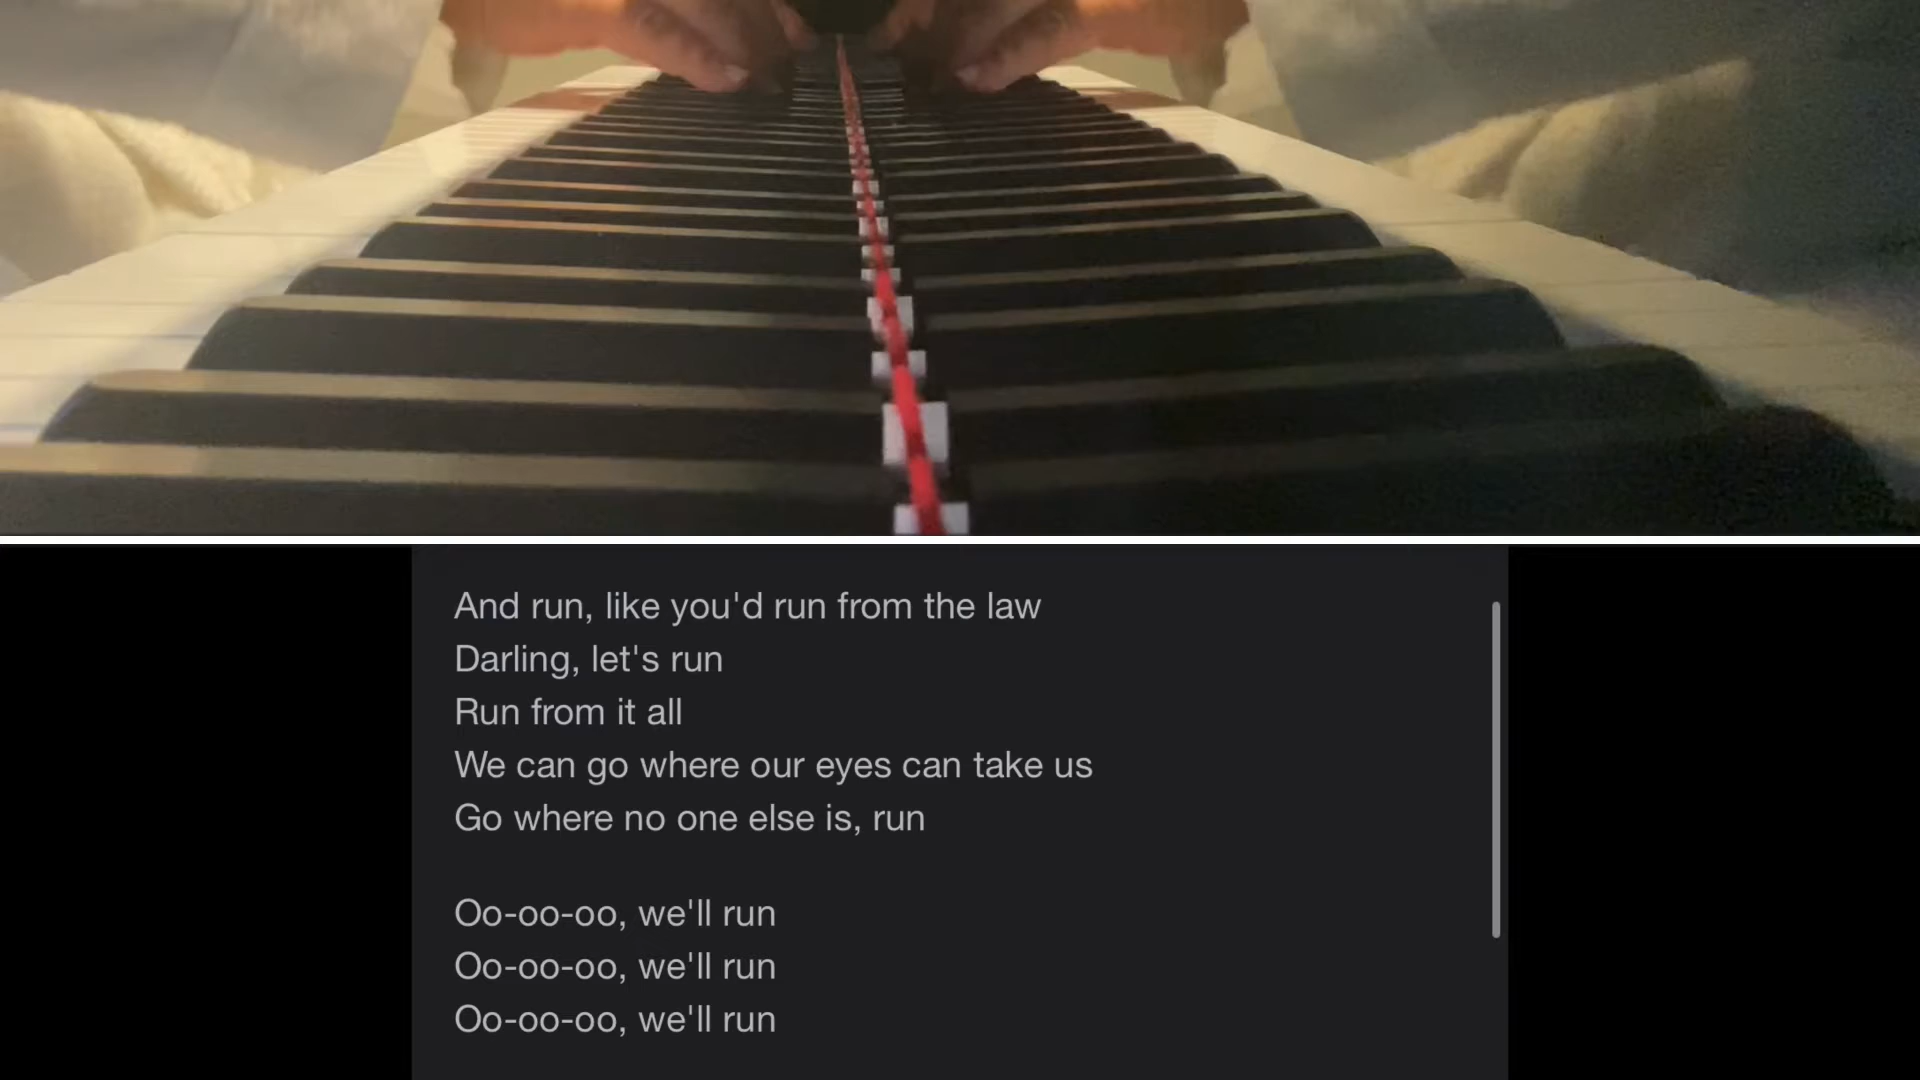 And run, like you'd run from the law
Darling, let's run
Run from it all
We can go where our eyes can take us
Go where no one else is, run
Oo-oo-oo, we'll run
Oo-oo-oo, we'll run
Oo-oo-oo, we'll run